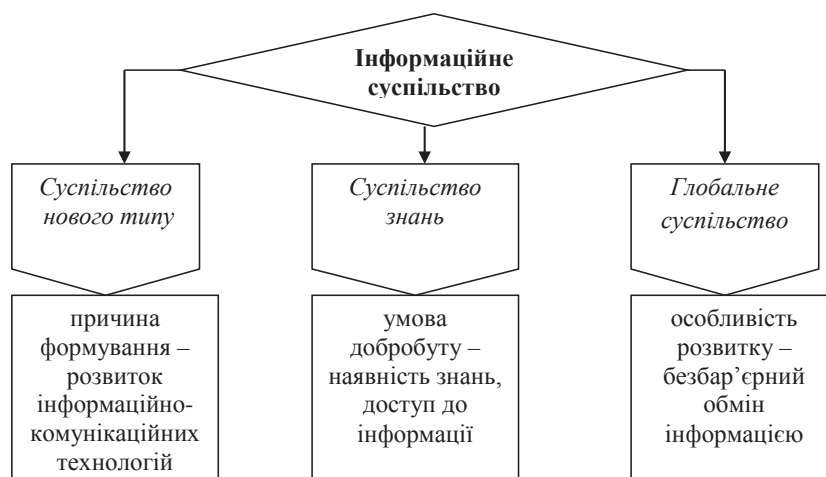 Інформаційне
суспільство
Суспільство
нового типу
Суспільство
знань
Глобальне
суспільство
причина
формування –
розвиток
інформаційно-
комунікаційних
технологій
умова
добробуту –
наявність знань,
доступ до
інформації
особливість
розвитку –
безбар’єрний
обмін
інформацією